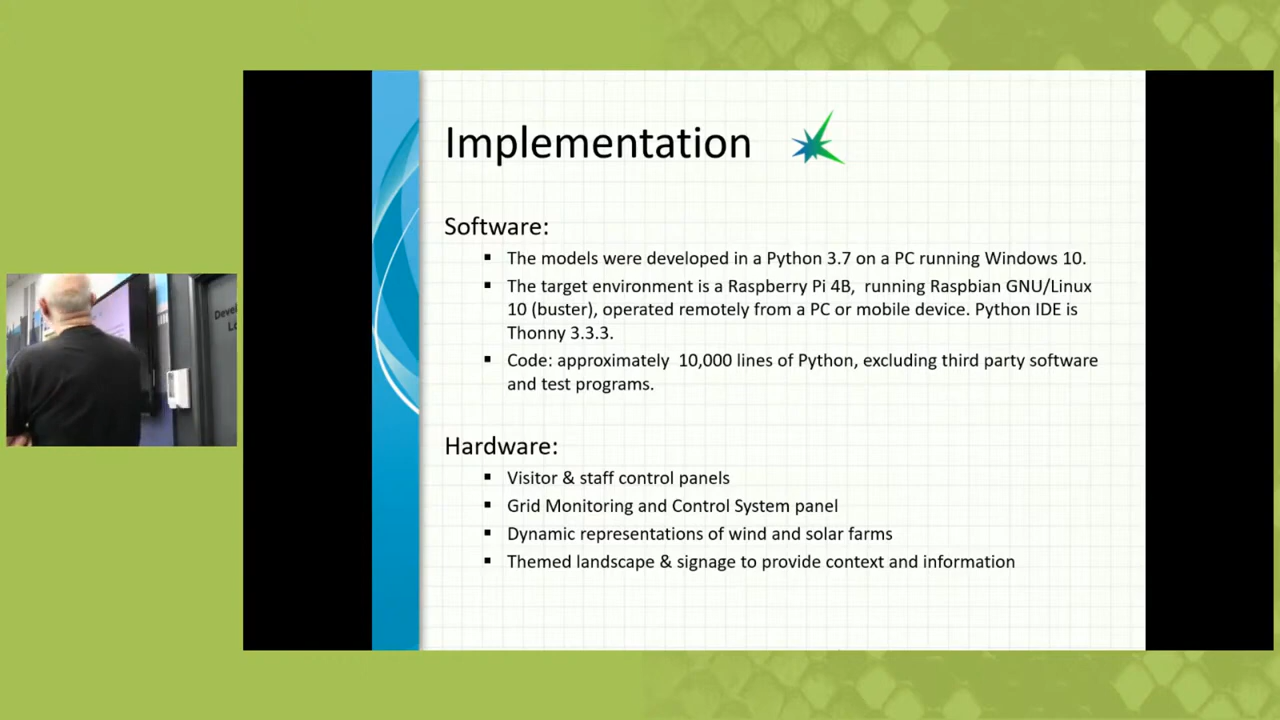 Implementation
Software:
▪ The models were developed in a Python 3.7 on a PC running Windows 10.
▪ The target environment is a Raspberry Pi 4B, running Raspbian GNU/Linux
10 (buster), operated remotely from a PC or mobile device. Python IDE is
Thonny 3.3.3.
▪ Code: approximately 10,000 lines of Python, excluding third party software
and test programs.
Hardware:
▪ Visitor & staff control panels
▪ Grid Monitoring and Control System panel
▪ Dynamic representations of wind and solar farms
▪ Themed landscape & signage to provide context and information